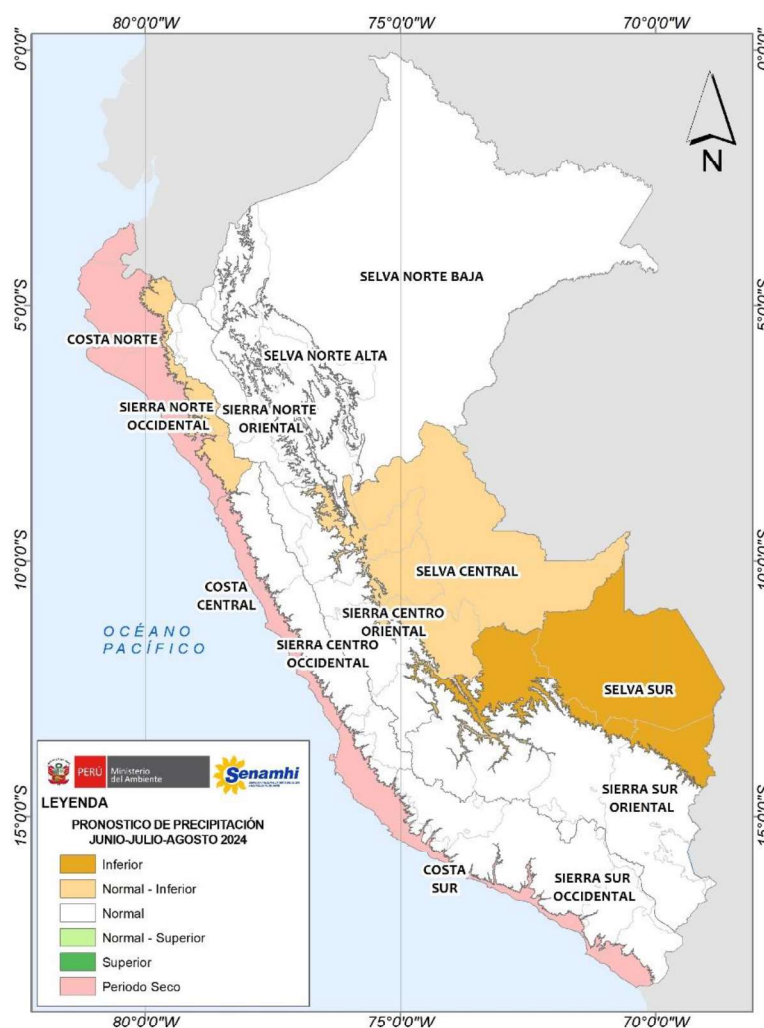 80°0'0"W 75°0'0"W 70°0'0"W
0°0'0" 0°0'0"
N
SELVA NORTE BAJA
5°0'0"S 5°0'0"S
COSTA NORTE
SELVA NORTE ALTA
SIERRA NORTE
OCCIDENTAL
SIERRA NORTE
ORIENTAL
10°0'0"S 10°0'0"S
SELVA CENTRAL
COSTA
CENTRAL
SIERRA CENTRO
ORIENTAL
OCÉANO
PACÍFICO
SIERRA CENTRO
OCCIDENTAL
SELVA SUR
SIERRA SUR
ORIENTAL
15°0'0"S 15°0'0"S
COSTA
SUR
SIERRA SUR
OCCIDENTAL
PERÚ
Ministerio
del Ambiente
Senamhi
LEYENDA
PRONOSTICO DE PRECIPITACIÓN
JUNIO-JULIO-AGOSTO 2024
Inferior
Normal - Inferior
Normal
Normal - Superior
Superior
Periodo Seco
80°0'0"W 75°0'0"W 70°0'0"W